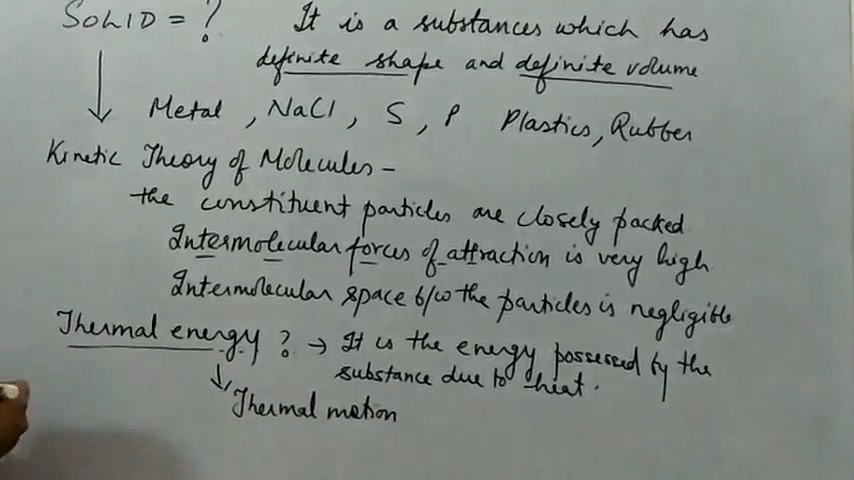 SOLID = ? It is a substances which has
definite shape and definite volume
Metal, NaCl, S, P Plastics, Rubber
Kinetic Theory of Molecules -
the constituent particles are closely packed
Intermolecular forces of attraction is very high
Intermolecular space b/w the particles is negligible
Thermal energy ? → It is the energy possessed by the
substance due to heat.
Thermal motion